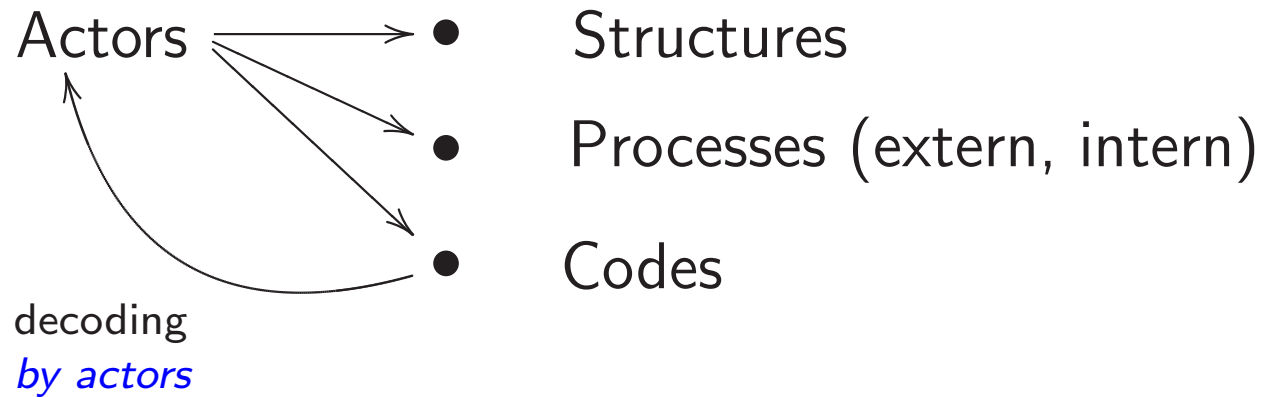 Actors
Structures
Processes (extern, intern)
Codes
decoding
by actors